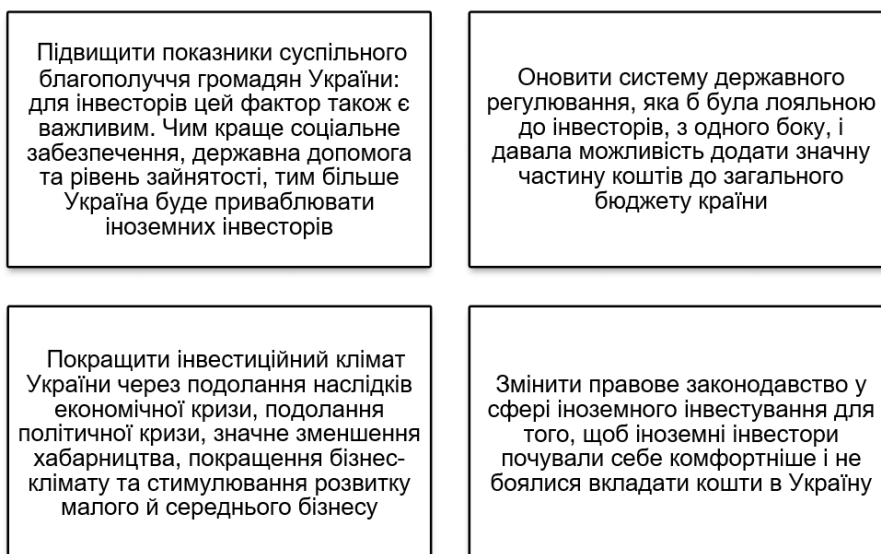 Підвищити показники суспільного
благополуччя громадян України:
для інвесторів цей фактор також є
важливим. Чим краще соціальне
забезпечення, державна допомога
та рівень зайнятості, тим більше
Україна буде приваблювати
іноземних інвесторів
Оновити систему державного
регулювання, яка б була лояльною
до інвесторів, з одного боку, і
давала можливість додати значну
частину коштів до загального
бюджету країни
Покращити інвестиційний клімат
України через подолання наслідків
економічної кризи, подолання
політичної кризи, значне зменшення
хабарництва, покращення бізнес-
клімату та стимулювання розвитку
малого й середнього бізнесу
Змінити правове законодавство у
сфері іноземного інвестування для
того, щоб іноземні інвестори
почували себе комфортніше і не
боялися вкладати кошти в Україну